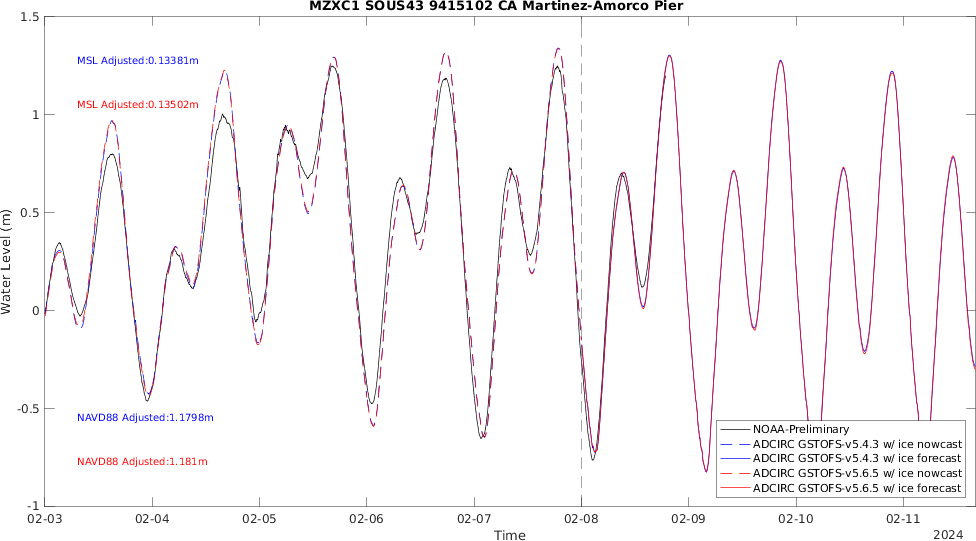 MZXC1 SOUS43 9415102 CA Martinez-Amorco Pier
1.5
1
0.5
0
-0.5
-1
Water Level (m)
MSL Adjusted:0.13381m
MSL Adjusted:0.13502m
NAVD88 Adjusted:1.1798m
NAVD88 Adjusted:1.181m
NOAA-Preliminary
ADCIRC GSTOFS-v5.4.3 w/ ice nowcast
ADCIRC GSTOFS-v5.4.3 w/ ice forecast
ADCIRC GSTOFS-v5.6.5 w/ ice nowcast
ADCIRC GSTOFS-v5.6.5 w/ ice forecast
02-03 02-04 02-05 02-06 02-07 02-08 02-09 02-10 02-11
Time
2024